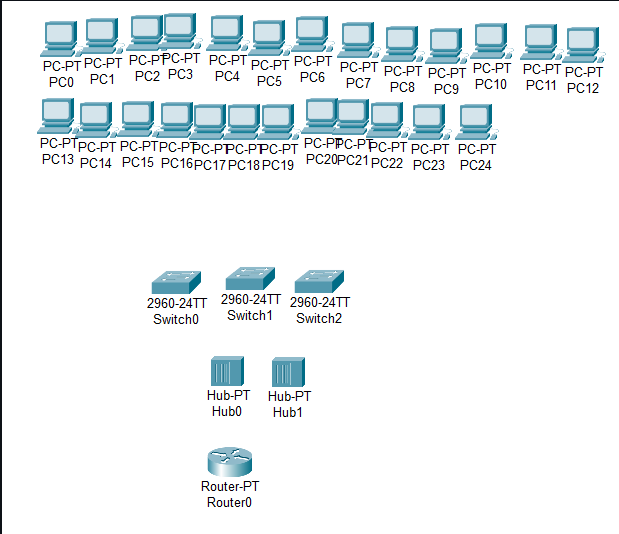 PC-PT PC-PT PC-PT PC-PT PC-PT PC-PT PC-PT PC-PT PC-PT PC-PT PC-PT PC-PT PC-PT
PC0 PC1 PC2 PC3 PC4 PC5 PC6 PC7 PC8 PC9 PC10 PC11 PC12
PC-PT PC-PT PC-PT PC-PT PC-PT PC-PT PC-PT PC-PT PC-PT PC-PT PC-PT PC-PT
PC13 PC14 PC15 PC16 PC17 PC18 PC19 PC20 PC21 PC22 PC23 PC24
2960-24TT 2960-24TT 2960-24TT
Switch0 Switch1 Switch2
Hub-PT Hub-PT
Hub0 Hub1
Router-PT
Router0